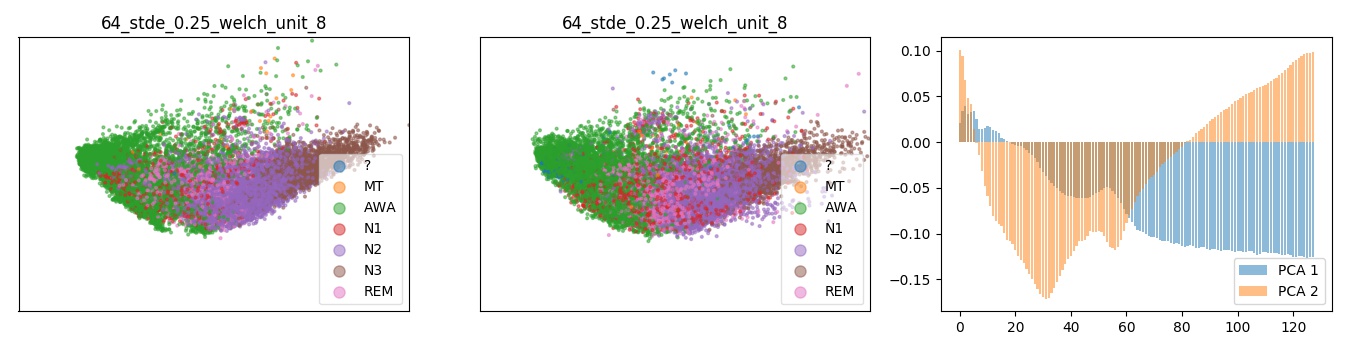 64_stde_0.25_welch_unit_8
?
MT
AWA
N1
N2
N3
REM
64_stde_0.25_welch_unit_8
?
MT
AWA
N1
N2
N3
REM
0.10
0.05
0.00
−0.05
−0.10
−0.15
0 20 40 60 80 100 120
PCA 1
PCA 2